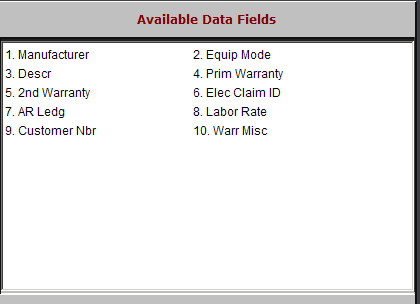 Available Data Fields
1. Manufacturer 2. Equip Mode
3. Descr 4. Prim Warranty
5. 2nd Warranty 6. Elec Claim ID
7. AR Ledg 8. Labor Rate
9. Customer Nbr 10. Warr Misc